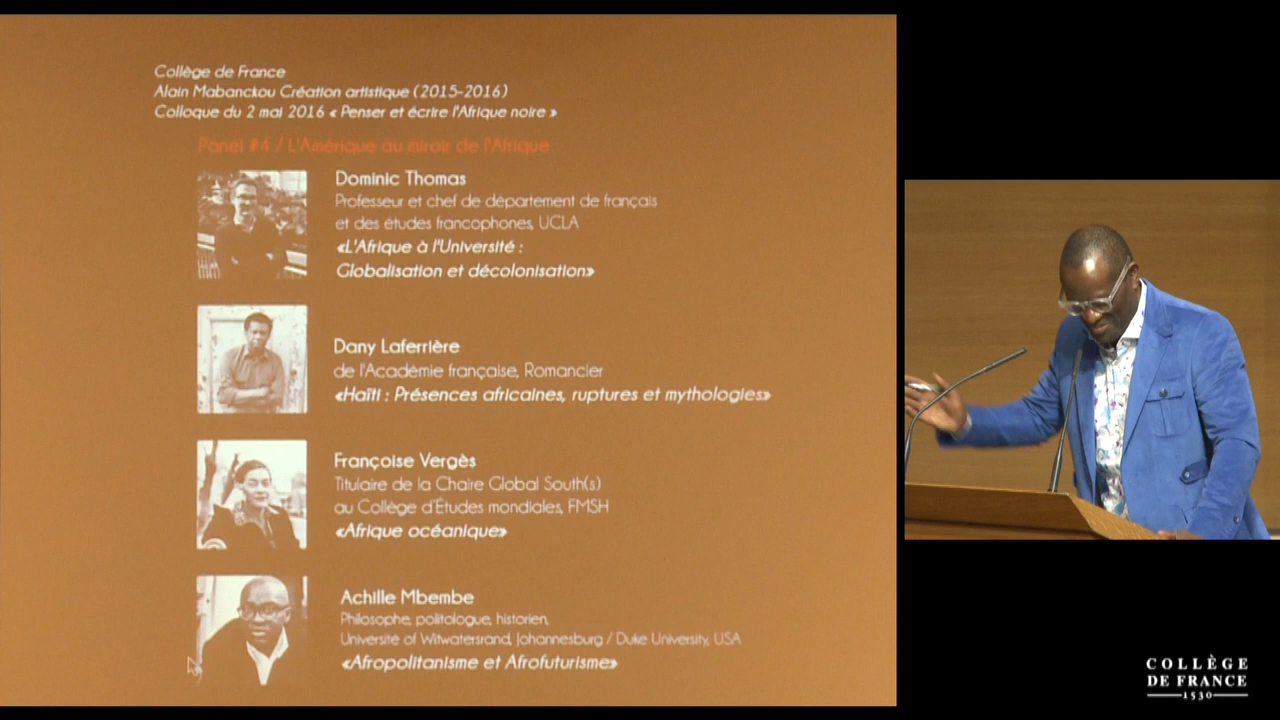 Collège de France
Alain Mabanckou Création artistique (2015-2016)
Colloque du 2 mai 2016 « Penser et écrire l'Afrique noire »
Panel #4 / L'Amérique au miroir de l'Afrique
Dominic Thomas
Professeur et chef de département de français
et des études francophones, UCLA
«L'Afrique à l'Université :
Globalisation et décolonisation»
Dany Laferrière
de l'Académie française, Romancier
«Haïti : Présences africaines, ruptures et mythologies»
Françoise Vergès
Titulaire de la Chaire Global South(s)
au Collège d'Études mondiales, FMSH
«Afrique océanique»
Achille Mbembe
Philosophe, politologue, historien,
Université of Witwatersrand, Johannesburg / Duke University, USA
«Afropolitanisme et Afrofuturisme»
COLLÈGE
DE FRANCE
1530